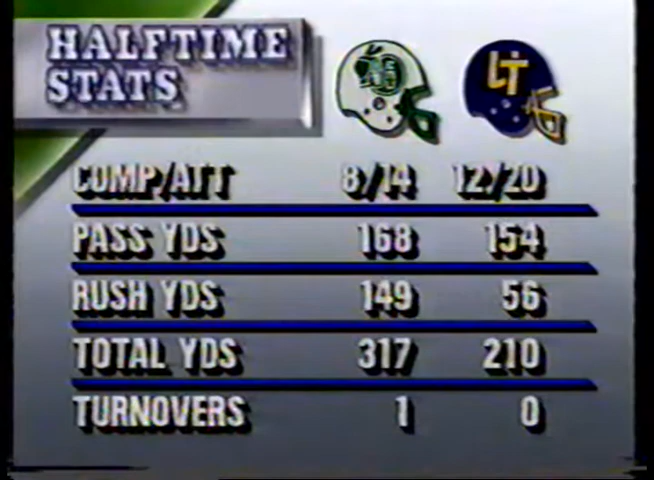 HALFTIME
STATS
LT
COMP/ATT 8/14 12/20
PASS YDS 168 154
RUSH YDS 149 56
TOTAL YDS 317 210
TURNOVERS 1 0